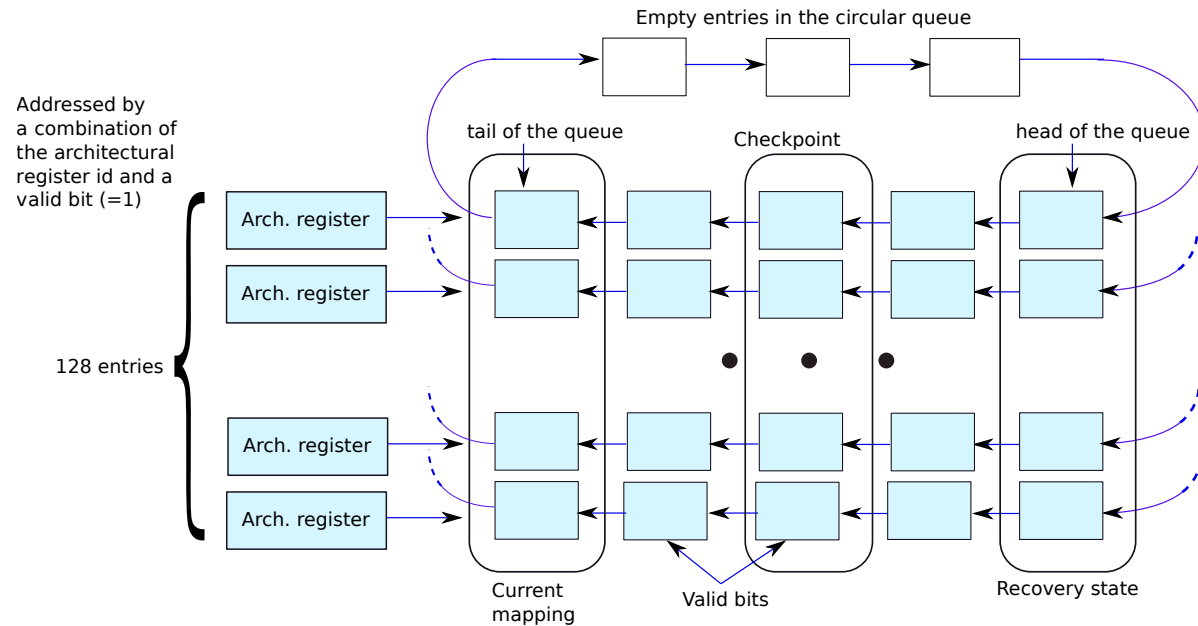 Empty entries in the circular queue
Addressed by
a combination of
the architectural
register id and a
valid bit (=1)
tail of the queue
Checkpoint
head of the queue
Arch. register
Arch. register
128 entries
Arch. register
Arch. register
Current
mapping
Valid bits
Recovery state